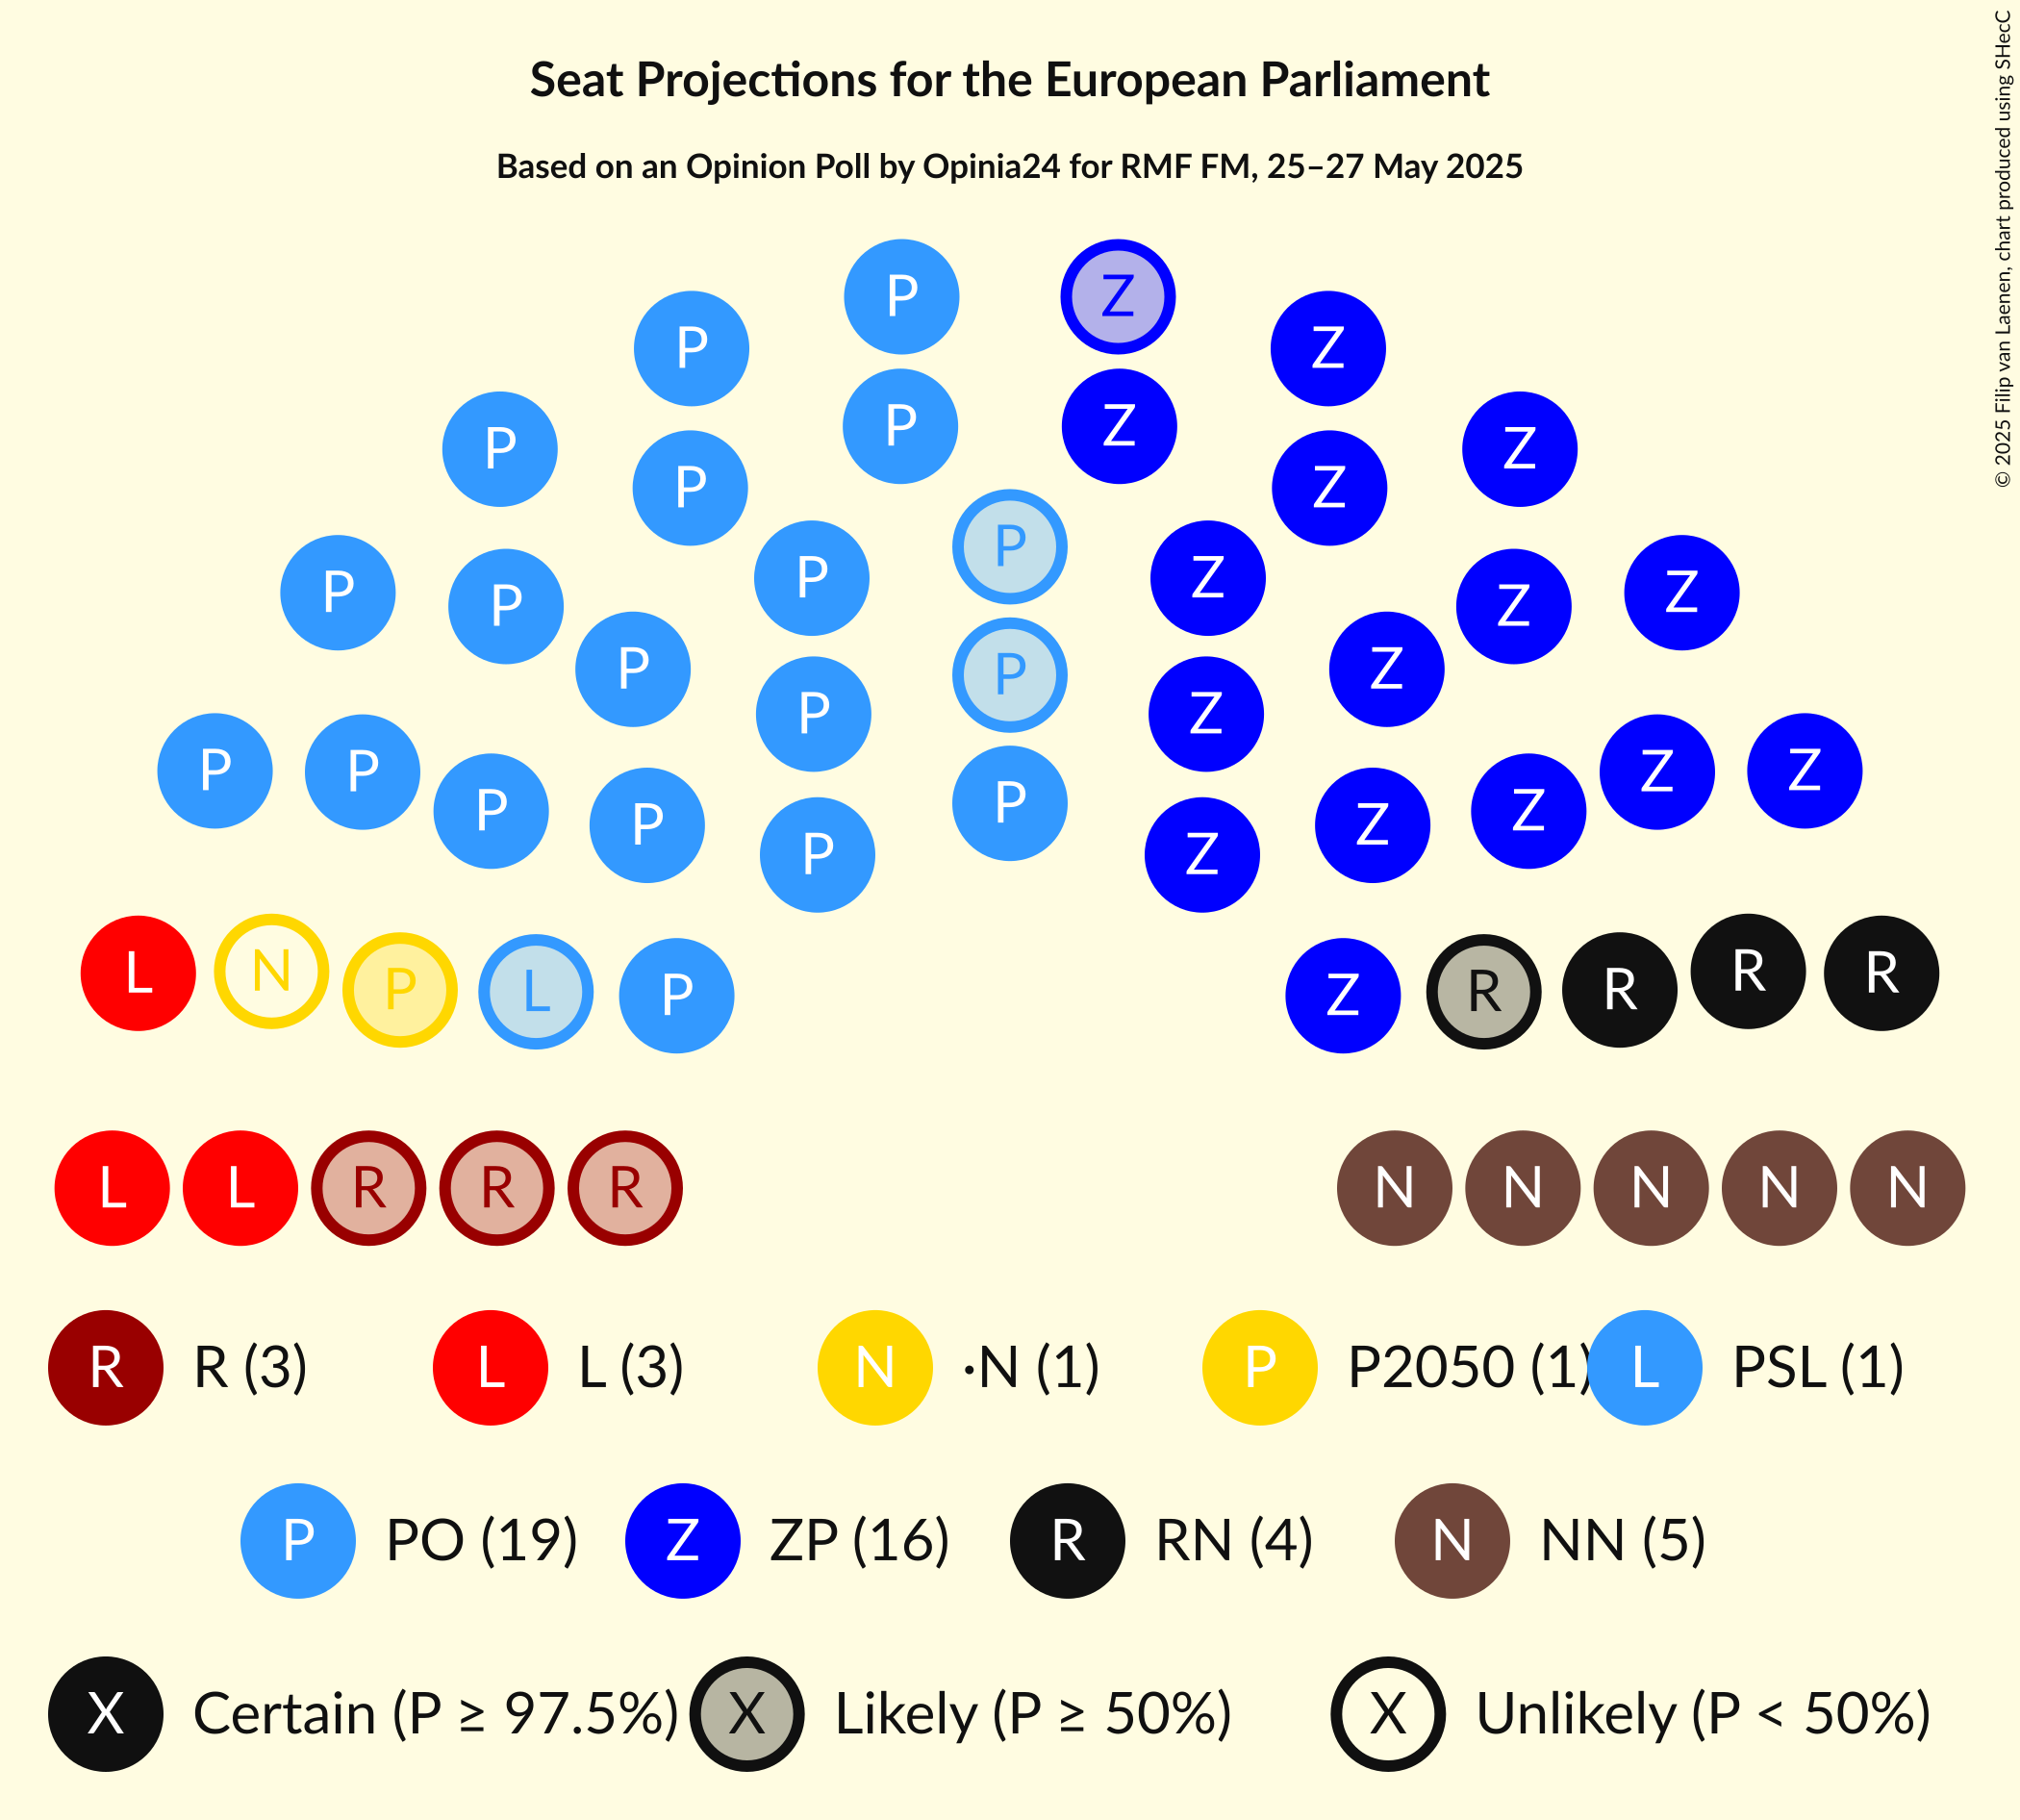 Seat Projections for the European Parliament
Based on an Opinion Poll by Opinia24 for RMF FM, 25–27 May 2025
© 2025 Filip van Laenen, chart produced using SHecC
P Z
P Z
P Z
P Z
P Z
P
P Z
P Z
P Z
P
P Z
P Z
P Z
P P Z Z
P Z
P
P Z
P Z
L N P L P Z R R R R
L L R R R N N N N N
R R (3) L L (3) N ·N (1) P P2050 (1) L PSL (1)
P PO (19) Z ZP (16) R RN (4) N NN (5)
X Certain (P ≥ 97.5%) X Likely (P ≥ 50%) X Unlikely (P < 50%)